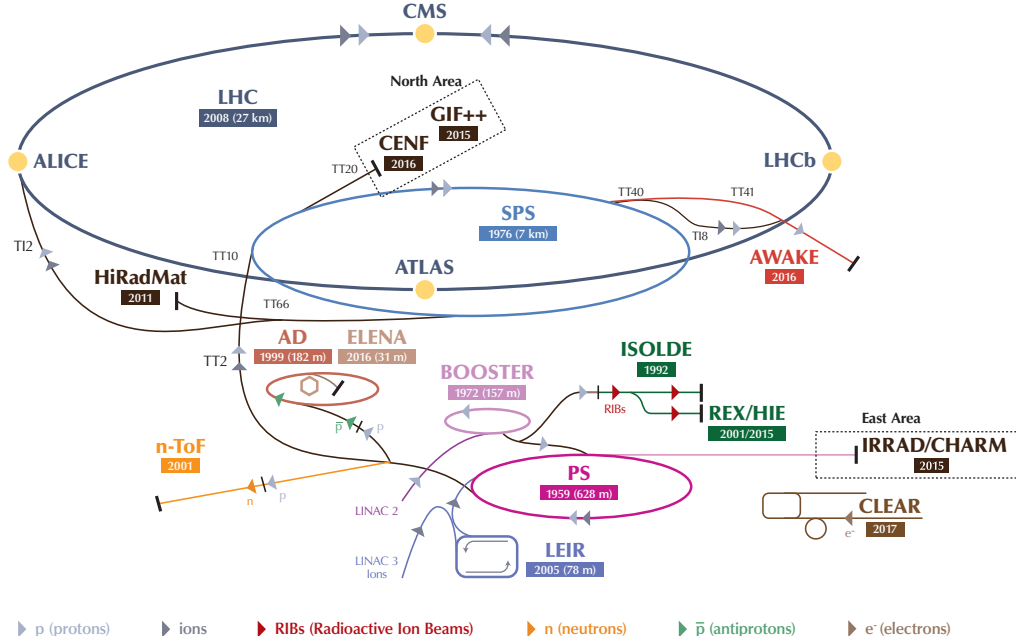 CMS
North Area
LHC
2008 (27 km)
GIF++
2015
CENF
2016
ALICE
LHCb
TT20
TT40
TT41
SPS
1976 (7 km)
TI8
TI2
TT10
AWAKE
2016
HiRadMat
2011
ATLAS
TT66
AD
1999 (182 m)
ELENA
2016 (31 m)
TT2
ISOLDE
1992
BOOSTER
1972 (157 m)
RIBs
REX/HIE
2001/2015
East Area
p̅
p
n-ToF
2001
IRRAD/CHARM
2015
PS
1959 (628 m)
n
p
LINAC 2
CLEAR
2017
e-
LINAC 3
Ions
LEIR
2005 (78 m)
p (protons)
ions
RIBs (Radioactive Ion Beams)
n (neutrons)
p̅ (antiprotons)
e- (electrons)